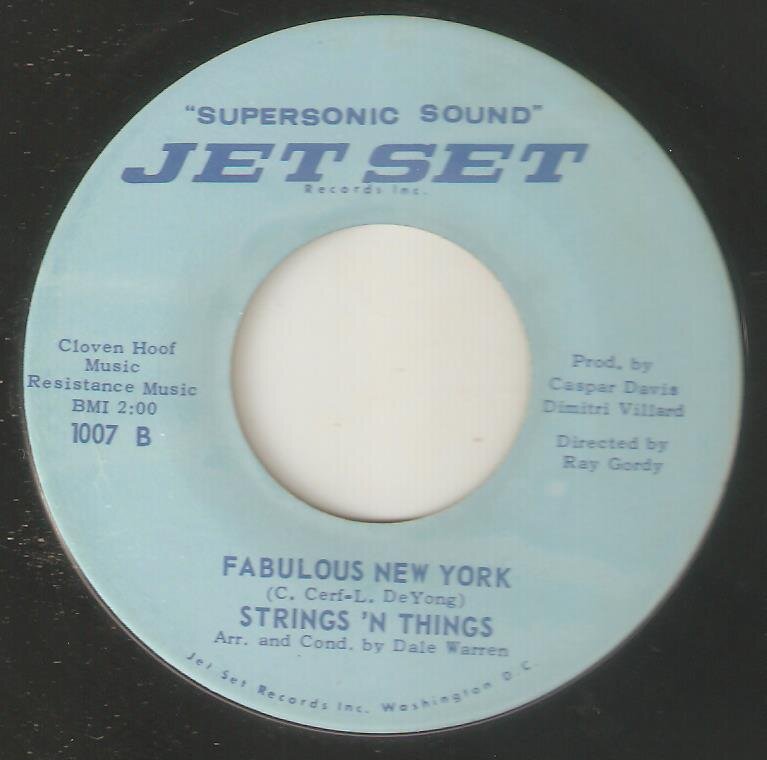 "SUPERSONIC SOUND"
JET SET
Records Inc.
Cloven Hoof
Music
Resistance Music
BMI 2:00
1007 B
Prod. by
Caspar Davis
Dimitri Villard
Directed by
Ray Gordy
FABULOUS NEW YORK
(C. Cerf-L. DeYong)
STRINGS 'N THINGS
Arr. and Cond. by Dale Warren
Jet Set Records Inc. Washington D.C.